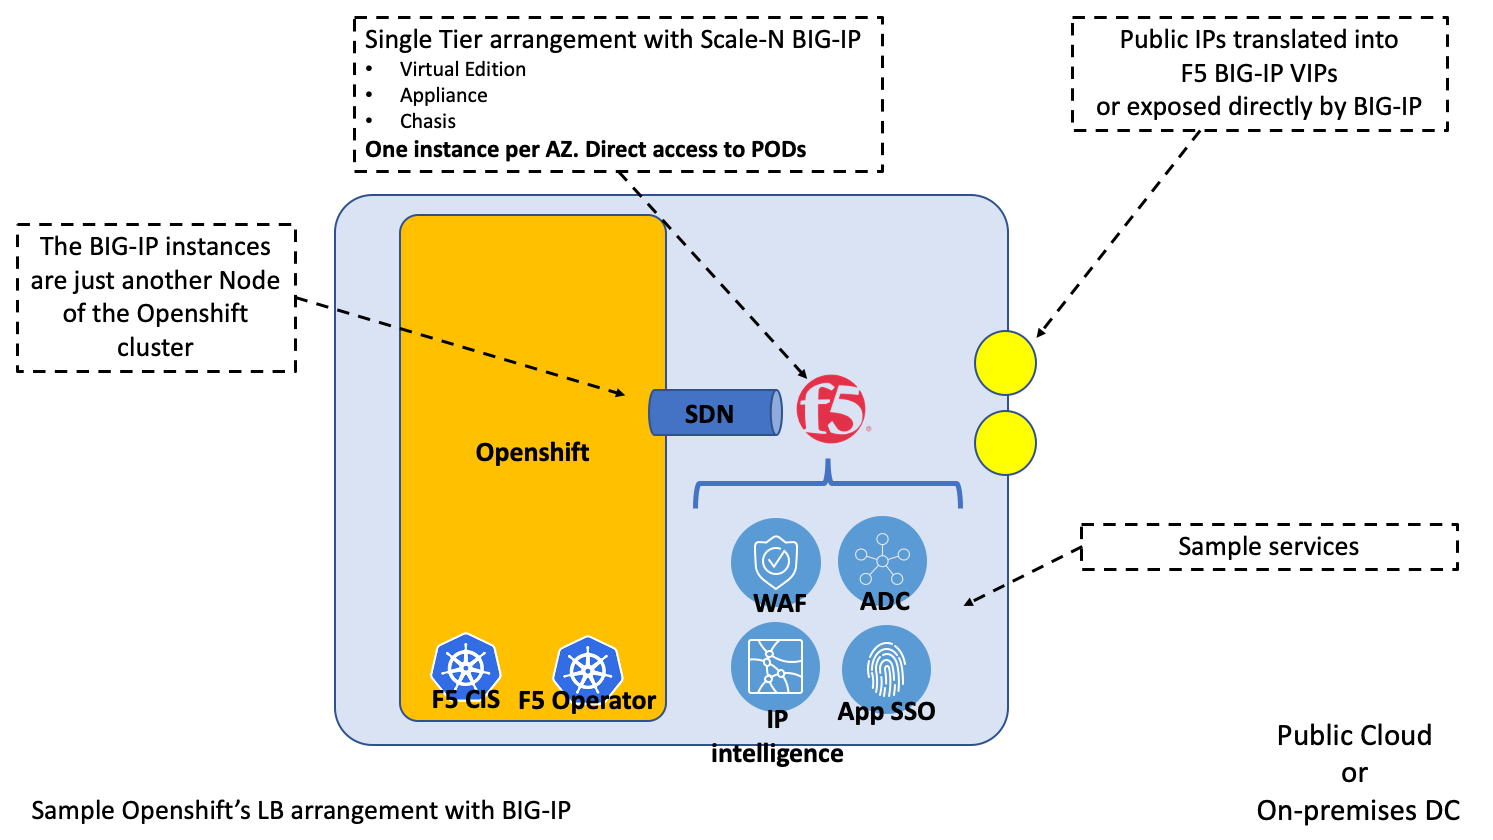 Single Tier arrangement with Scale-N BIG-IP
• Virtual Edition
• Appliance
• Chasis
One instance per AZ. Direct access to PODs
Public IPs translated into
F5 BIG-IP VIPs
or exposed directly by BIG-IP
The BIG-IP instances
are just another Node
of the Openshift
cluster
SDN
f5
Openshift
Sample services
WAF
ADC
F5 CIS
F5 Operator
IP
intelligence
App SSO
Public Cloud
or
On-premises DC
Sample Openshift’s LB arrangement with BIG-IP